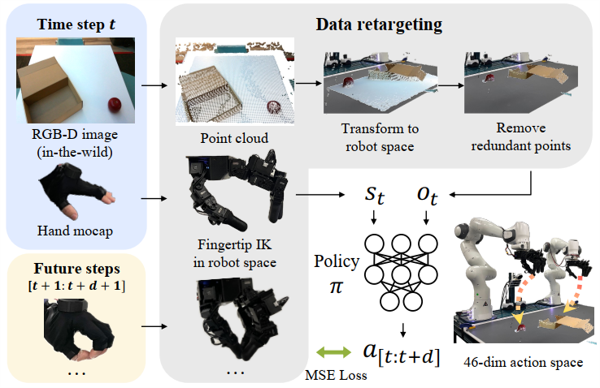 Time step t
Data retargeting
RGB-D image
(in-the-wild)
Point cloud
Transform to
robot space
Remove
redundant points
Hand mocap
Fingertip IK
in robot space
S_t
O_t
Policy
π
Future steps
[t + 1: t + d + 1]
...
...
MSE Loss
a_[t:t+d]
46-dim action space